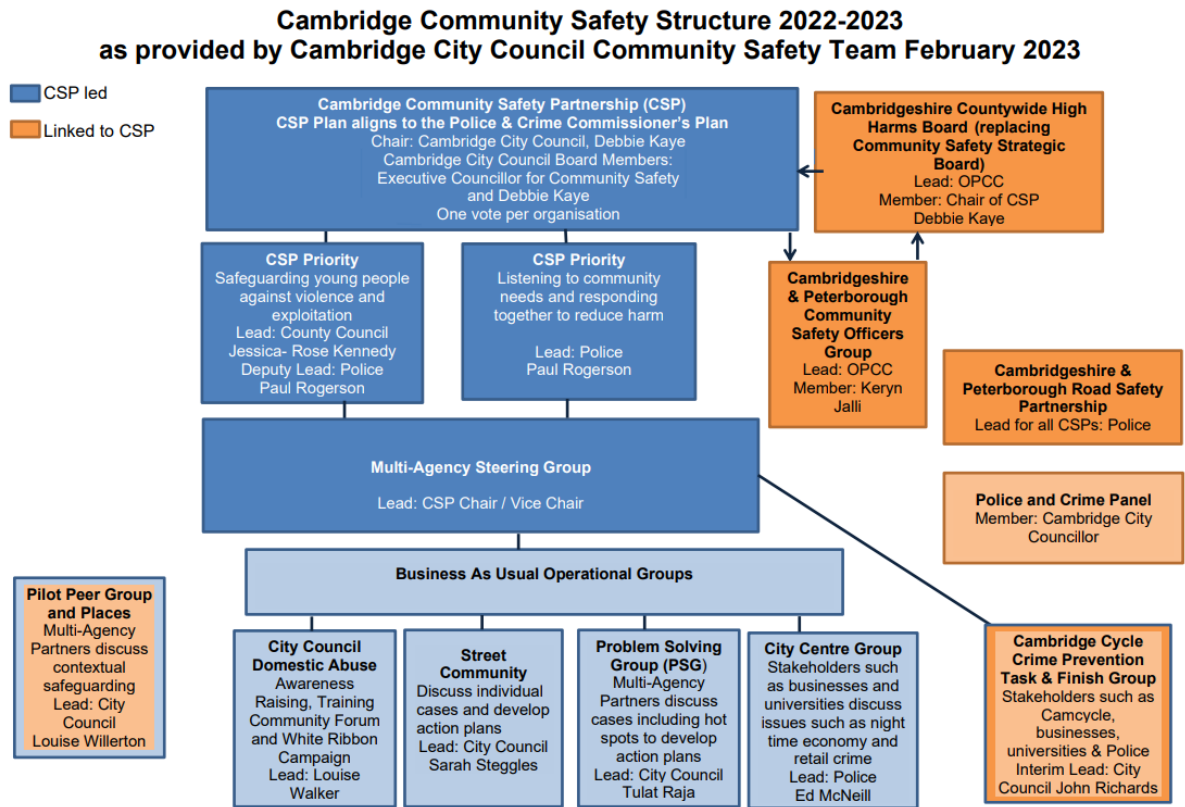 Cambridge Community Safety Structure 2022-2023
as provided by Cambridge City Council Community Safety Team February 2023
CSP led
Linked to CSP
Cambridge Community Safety Partnership (CSP)
CSP Plan aligns to the Police & Crime Commissioner's Plan
Chair: Cambridge City Council, Debbie Kaye
Cambridge City Council Board Members:
Executive Councillor for Community Safety
and Debbie Kaye
One vote per organisation
Cambridgeshire Countywide High
Harms Board (replacing
Community Safety Strategic
Board)
Lead: OPCC
Member: Chair of CSP
Debbie Kaye
CSP Priority
Safeguarding young people
against violence and
exploitation
Lead: County Council
Jessica- Rose Kennedy
Deputy Lead: Police
Paul Rogerson
CSP Priority
Listening to community
needs and responding
together to reduce harm
Lead: Police
Paul Rogerson
Cambridgeshire
& Peterborough
Community
Safety Officers
Group
Lead: OPCC
Member: Keryn
Jalli
Cambridgeshire &
Peterborough Road Safety
Partnership
Lead for all CSPs: Police
Multi-Agency Steering Group
Lead: CSP Chair / Vice Chair
Police and Crime Panel
Member: Cambridge City
Councillor
Business As Usual Operational Groups
Pilot Peer Group
and Places
Multi-Agency
Partners discuss
contextual
safeguarding
Lead: City
Council
Louise Willerton
City Council
Domestic Abuse
Awareness
Raising, Training
Community Forum
and White Ribbon
Campaign
Lead: Louise
Walker
Street
Community
Discuss individual
cases and develop
action plans
Lead: City Council
Sarah Steggles
Problem Solving
Group (PSG)
Multi-Agency
Partners discuss
cases including hot
spots to develop
action plans
Lead: City Council
Tulat Raja
City Centre Group
Stakeholders such
as businesses and
universities discuss
issues such as night
time economy and
retail crime
Lead: Police
Ed McNeill
Cambridge Cycle
Crime Prevention
Task & Finish Group
Stakeholders such as
Camcycle,
businesses,
universities & Police
Interim Lead: City
Council John Richards